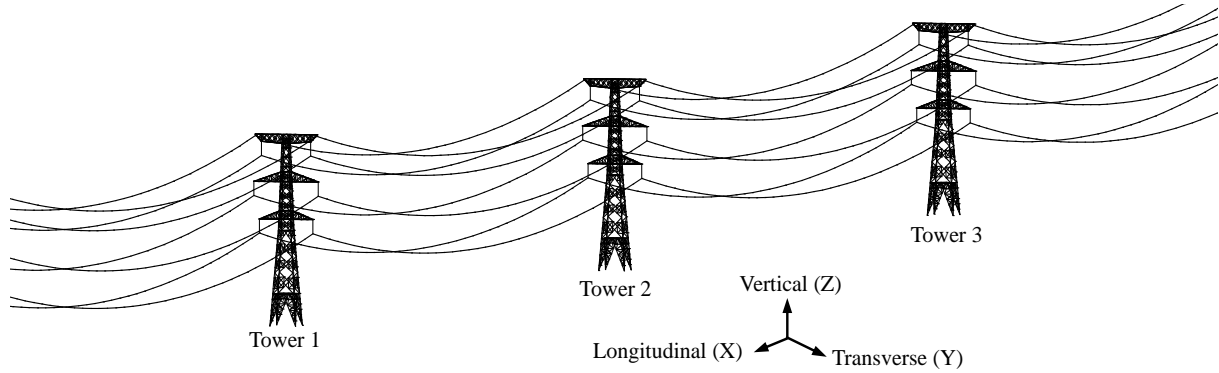 Tower 1
Tower 2
Tower 3
Vertical (Z)
Longitudinal (X)
Transverse (Y)